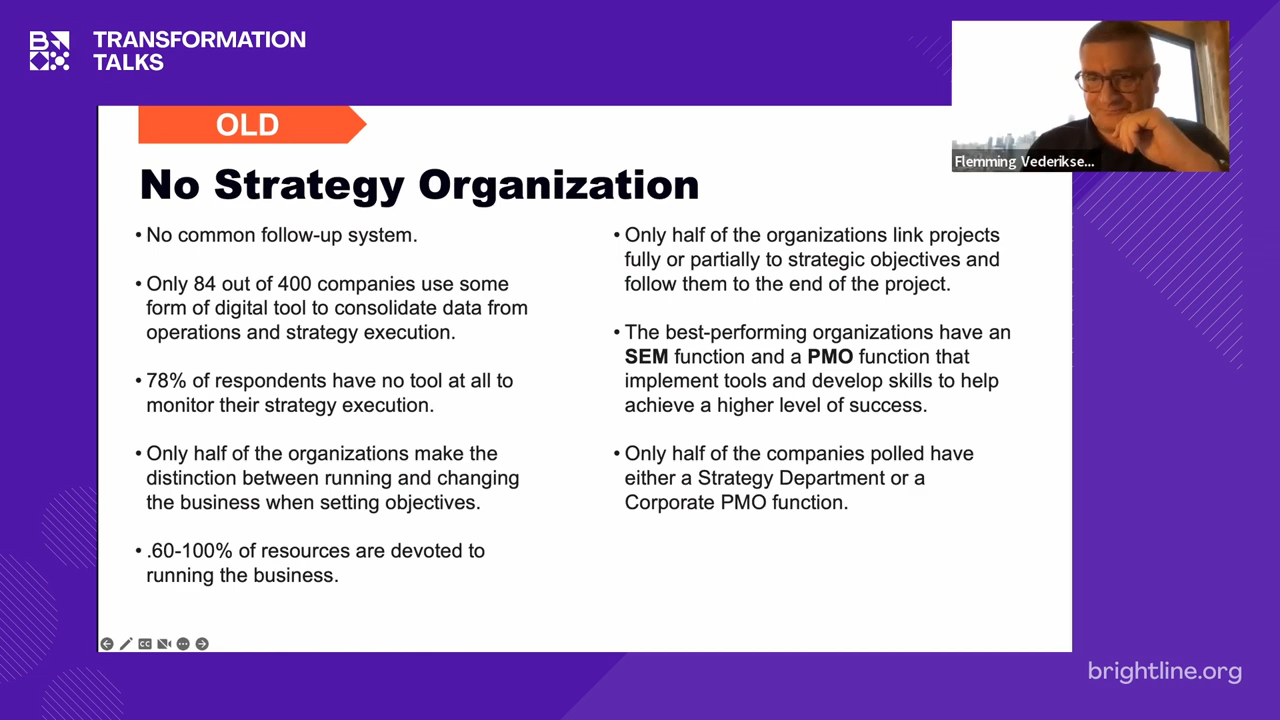 TRANSFORMATION
TALKS
Flemming Vederikse...
OLD
No Strategy Organization
• No common follow-up system.
• Only 84 out of 400 companies use some
form of digital tool to consolidate data from
operations and strategy execution.
• 78% of respondents have no tool at all to
monitor their strategy execution.
• Only half of the organizations make the
distinction between running and changing
the business when setting objectives.
• .60-100% of resources are devoted to
running the business.
• Only half of the organizations link projects
fully or partially to strategic objectives and
follow them to the end of the project.
• The best-performing organizations have an
SEM function and a PMO function that
implement tools and develop skills to help
achieve a higher level of success.
• Only half of the companies polled have
either a Strategy Department or a
Corporate PMO function.
CC
brightline.org